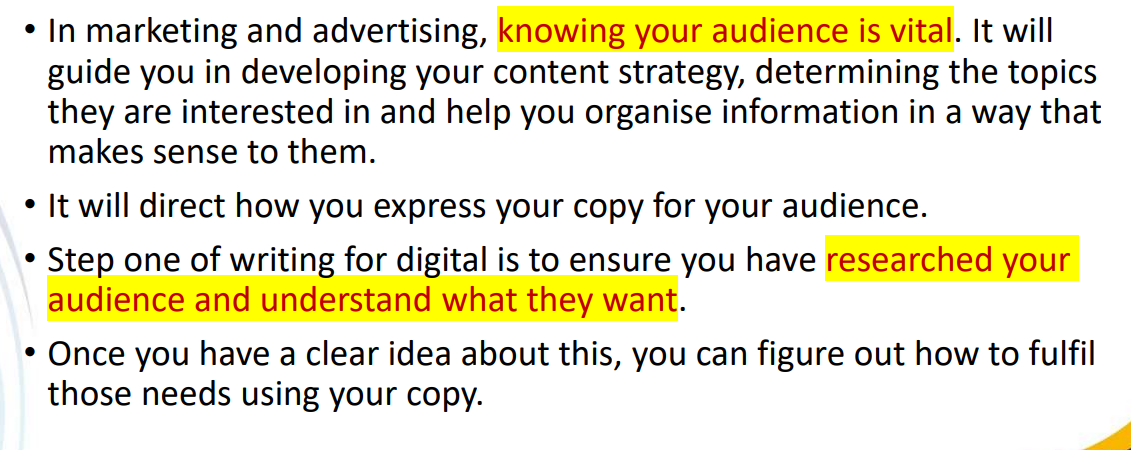 • In marketing and advertising, knowing your audience is vital. It will
guide you in developing your content strategy, determining the topics
they are interested in and help you organise information in a way that
makes sense to them.
• It will direct how you express your copy for your audience.
• Step one of writing for digital is to ensure you have researched your
audience and understand what they want.
• Once you have a clear idea about this, you can figure out how to fulfil
those needs using your copy.